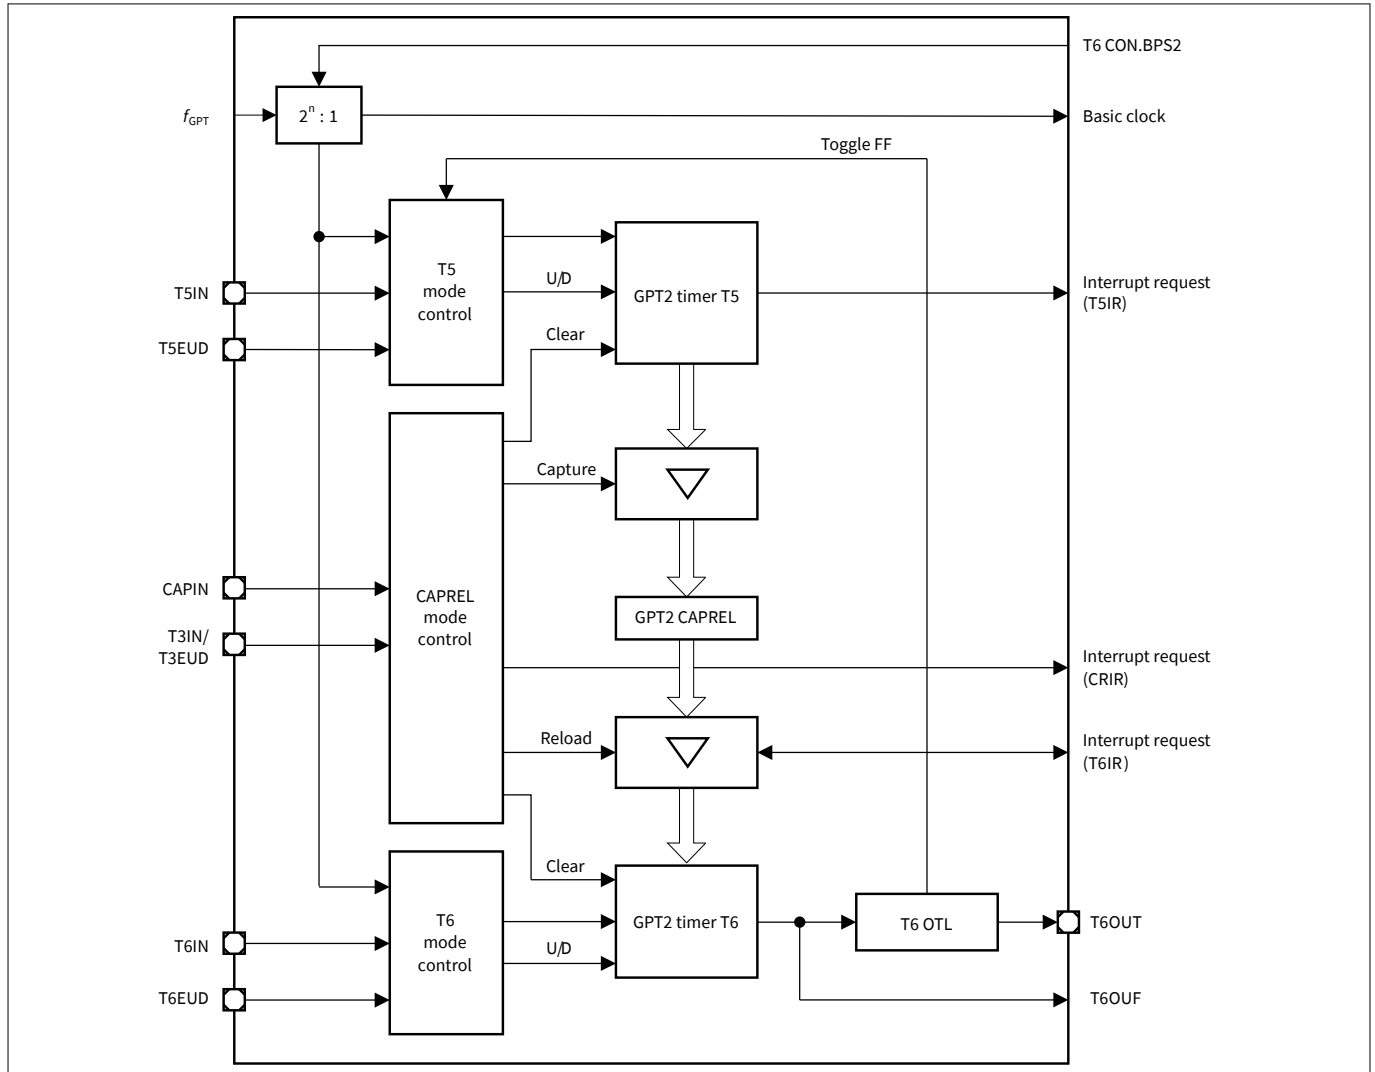 T6 CON.BPS2
fGPT
2n : 1
Basic clock
Toggle FF
T5
mode
control
U/D
GPT2 timer T5
T5IN
Interrupt request
(T5IR)
Clear
T5EUD
Capture
CAPIN
CAPREL
mode
control
GPT2 CAPREL
T3IN/
T3EUD
Interrupt request
(CRIR)
Reload
Interrupt request
(T6IR)
Clear
T6
mode
control
GPT2 timer T6
T6 OTL
T6OUT
U/D
T6IN
T6EUD
T6OUF